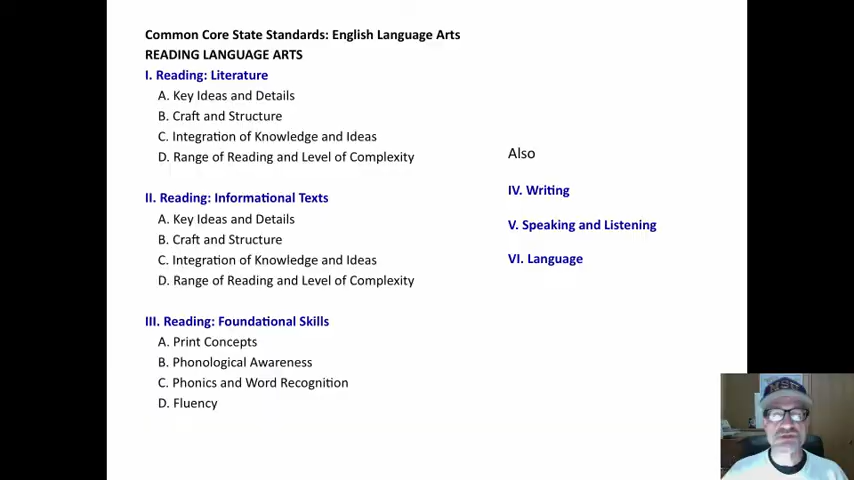 Common Core State Standards: English Language Arts
READING LANGUAGE ARTS
I. Reading: Literature
A. Key Ideas and Details
B. Craft and Structure
C. Integration of Knowledge and Ideas
D. Range of Reading and Level of Complexity
II. Reading: Informational Texts
A. Key Ideas and Details
B. Craft and Structure
C. Integration of Knowledge and Ideas
D. Range of Reading and Level of Complexity
III. Reading: Foundational Skills
A. Print Concepts
B. Phonological Awareness
C. Phonics and Word Recognition
D. Fluency
Also
IV. Writing
V. Speaking and Listening
VI. Language